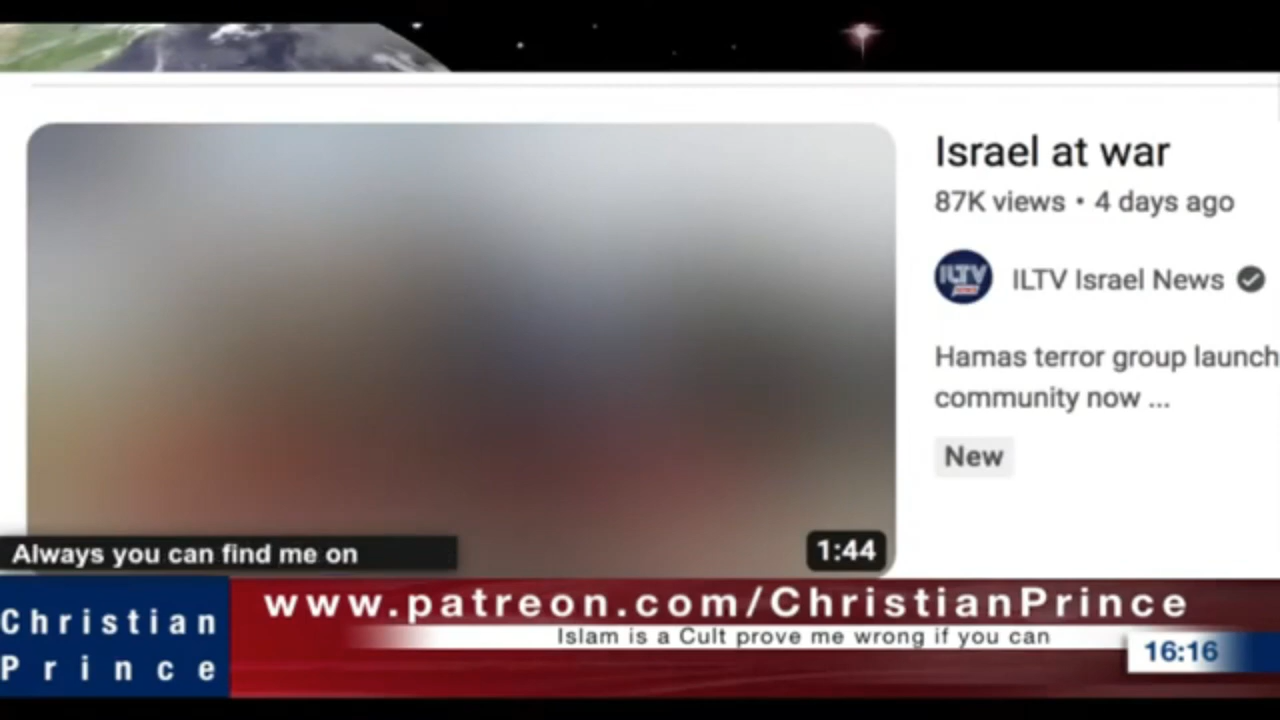 Israel at war
87K views • 4 days ago
ILTV
ILTV Israel News
Hamas terror group launch
community now ...
New
1:44
Always you can find me on
Christian
Prince
www.patreon.com/ChristianPrince
Islam is a Cult prove me wrong if you can
16:16